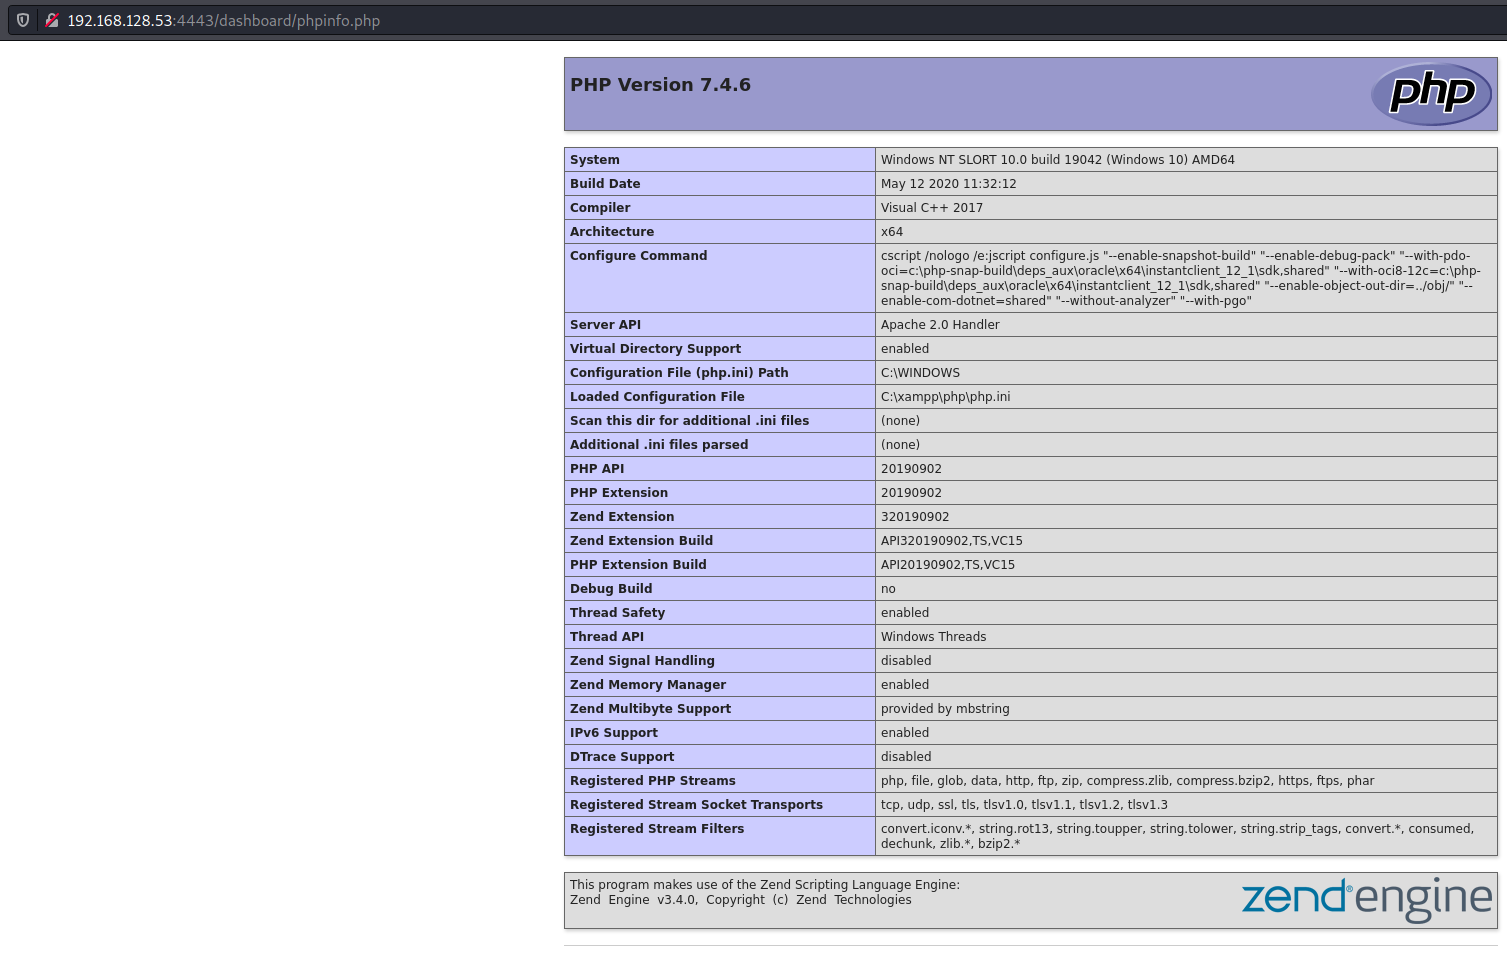 192.168.128.53:4443/dashboard/phpinfo.php
PHP Version 7.4.6
php
System Windows NT SLORT 10.0 build 19042 (Windows 10) AMD64
Build Date May 12 2020 11:32:12
Compiler Visual C++ 2017
Architecture x64
Configure Command cscript /nologo /e:jscript configure.js "--enable-snapshot-build" "--enable-debug-pack" "--with-pdo-
oci=c:\php-snap-build\deps_aux\oracle\x64\instantclient_12_1\sdk,shared" "--with-oci8-12c=c:\php-
snap-build\deps_aux\oracle\x64\instantclient_12_1\sdk,shared" "--enable-object-out-dir=../obj/" "--
enable-com-dotnet=shared" "--without-analyzer" "--with-pgo"
Server API Apache 2.0 Handler
Virtual Directory Support enabled
Configuration File (php.ini) Path C:\WINDOWS
Loaded Configuration File C:\xampp\php\php.ini
Scan this dir for additional .ini files (none)
Additional .ini files parsed (none)
PHP API 20190902
PHP Extension 20190902
Zend Extension 320190902
Zend Extension Build API320190902,TS,VC15
PHP Extension Build API20190902,TS,VC15
Debug Build no
Thread Safety enabled
Thread API Windows Threads
Zend Signal Handling disabled
Zend Memory Manager enabled
Zend Multibyte Support provided by mbstring
IPv6 Support enabled
DTrace Support disabled
Registered PHP Streams php, file, glob, data, http, ftp, zip, compress.zlib, compress.bzip2, https, ftps, phar
Registered Stream Socket Transports tcp, udp, ssl, tls, tlsv1.0, tlsv1.1, tlsv1.2, tlsv1.3
Registered Stream Filters convert.iconv.*, string.rot13, string.toupper, string.tolower, string.strip_tags, convert.*, consumed,
dechunk, zlib.*, bzip2.*
This program makes use of the Zend Scripting Language Engine:
Zend Engine v3.4.0, Copyright (c) Zend Technologies
zend® engine